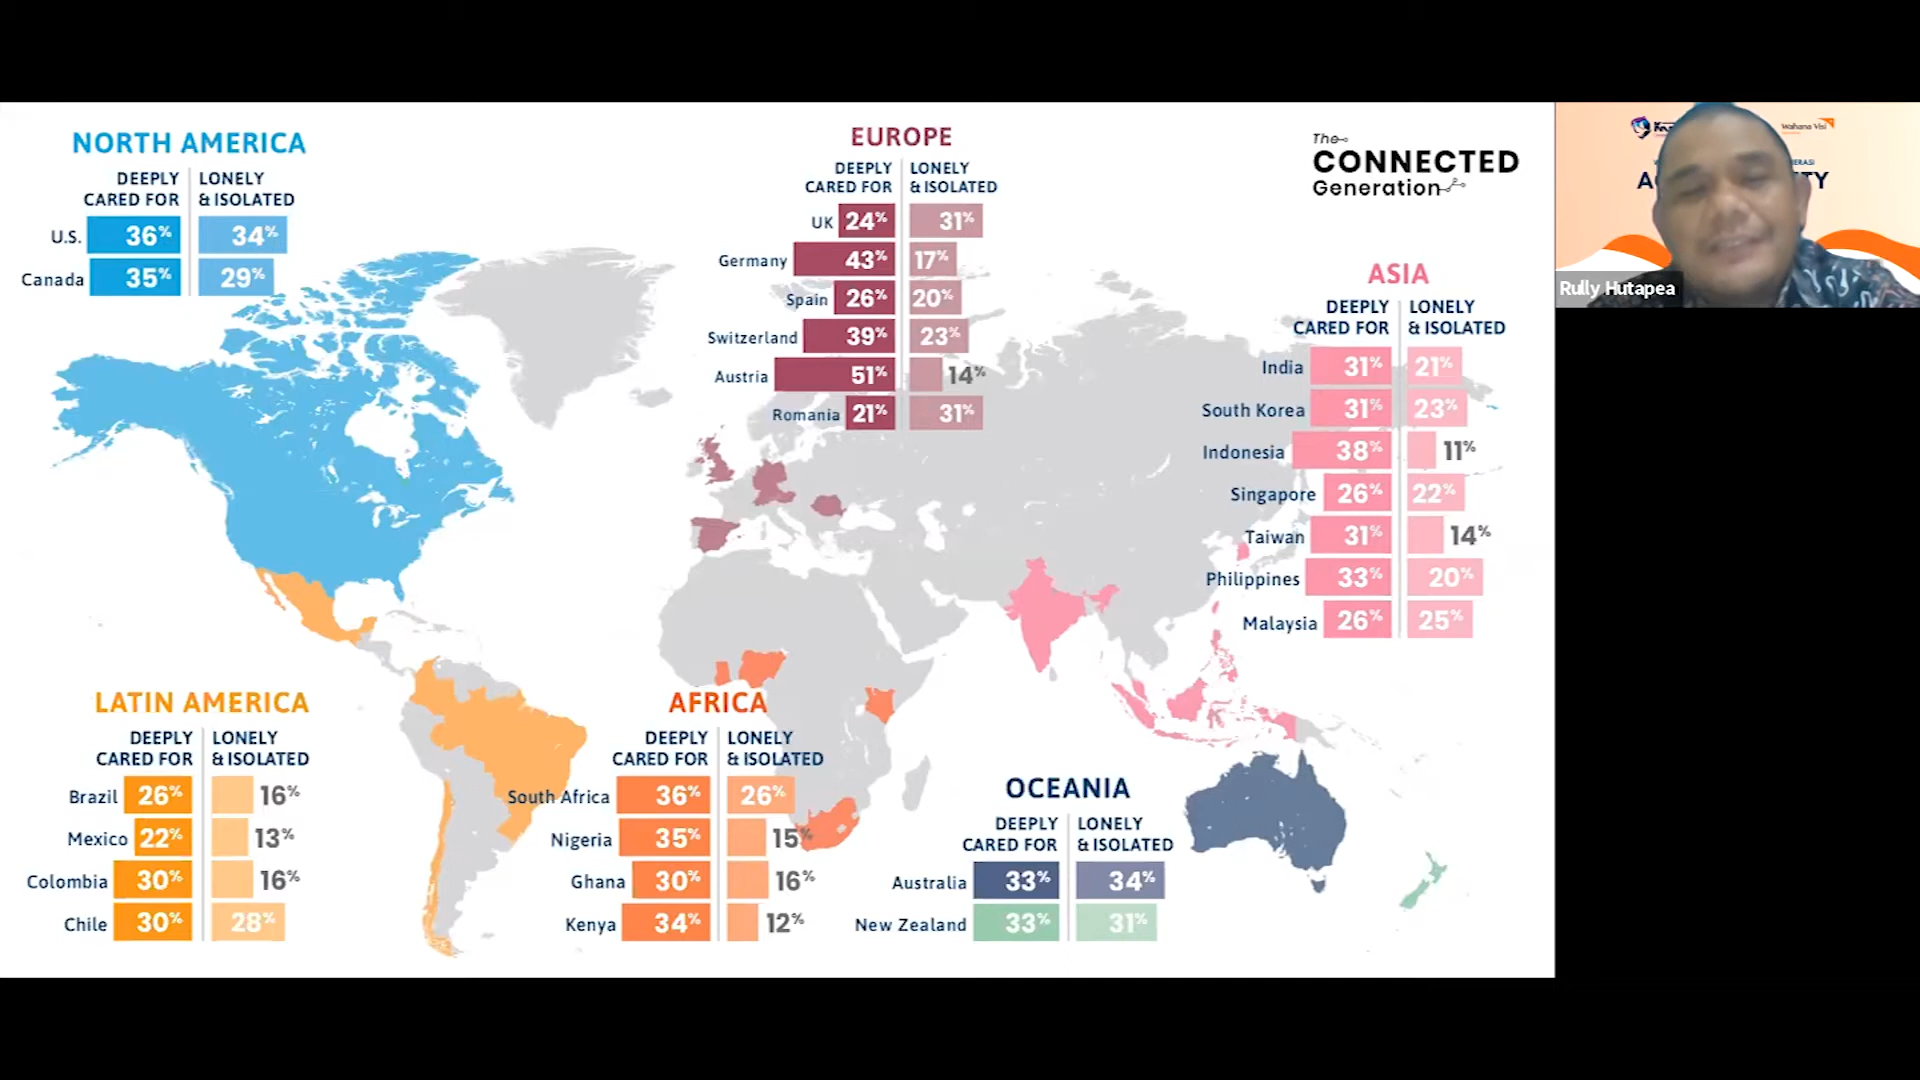 NORTH AMERICA
DEEPLY CARED FOR
LONELY & ISOLATED
U.S. 36% 34%
Canada 35% 29%
EUROPE
DEEPLY CARED FOR
LONELY & ISOLATED
UK 24% 31%
Germany 43% 17%
Spain 26% 20%
Switzerland 39% 23%
Austria 51% 14%
Romania 21% 31%
The
CONNECTED
Generation
ASIA
DEEPLY CARED FOR
LONELY & ISOLATED
India 31% 21%
South Korea 31% 23%
Indonesia 38% 11%
Singapore 26% 22%
Taiwan 31% 14%
Philippines 33% 20%
Malaysia 26% 25%
LATIN AMERICA
DEEPLY CARED FOR
LONELY & ISOLATED
Brazil 26% 16%
Mexico 22% 13%
Colombia 30% 16%
Chile 30% 28%
AFRICA
DEEPLY CARED FOR
LONELY & ISOLATED
South Africa 36% 26%
Nigeria 35% 15%
Ghana 30% 16%
Kenya 34% 12%
OCEANIA
DEEPLY CARED FOR
LONELY & ISOLATED
Australia 33% 34%
New Zealand 33% 31%
Wahana Visi
Rully Hutapea